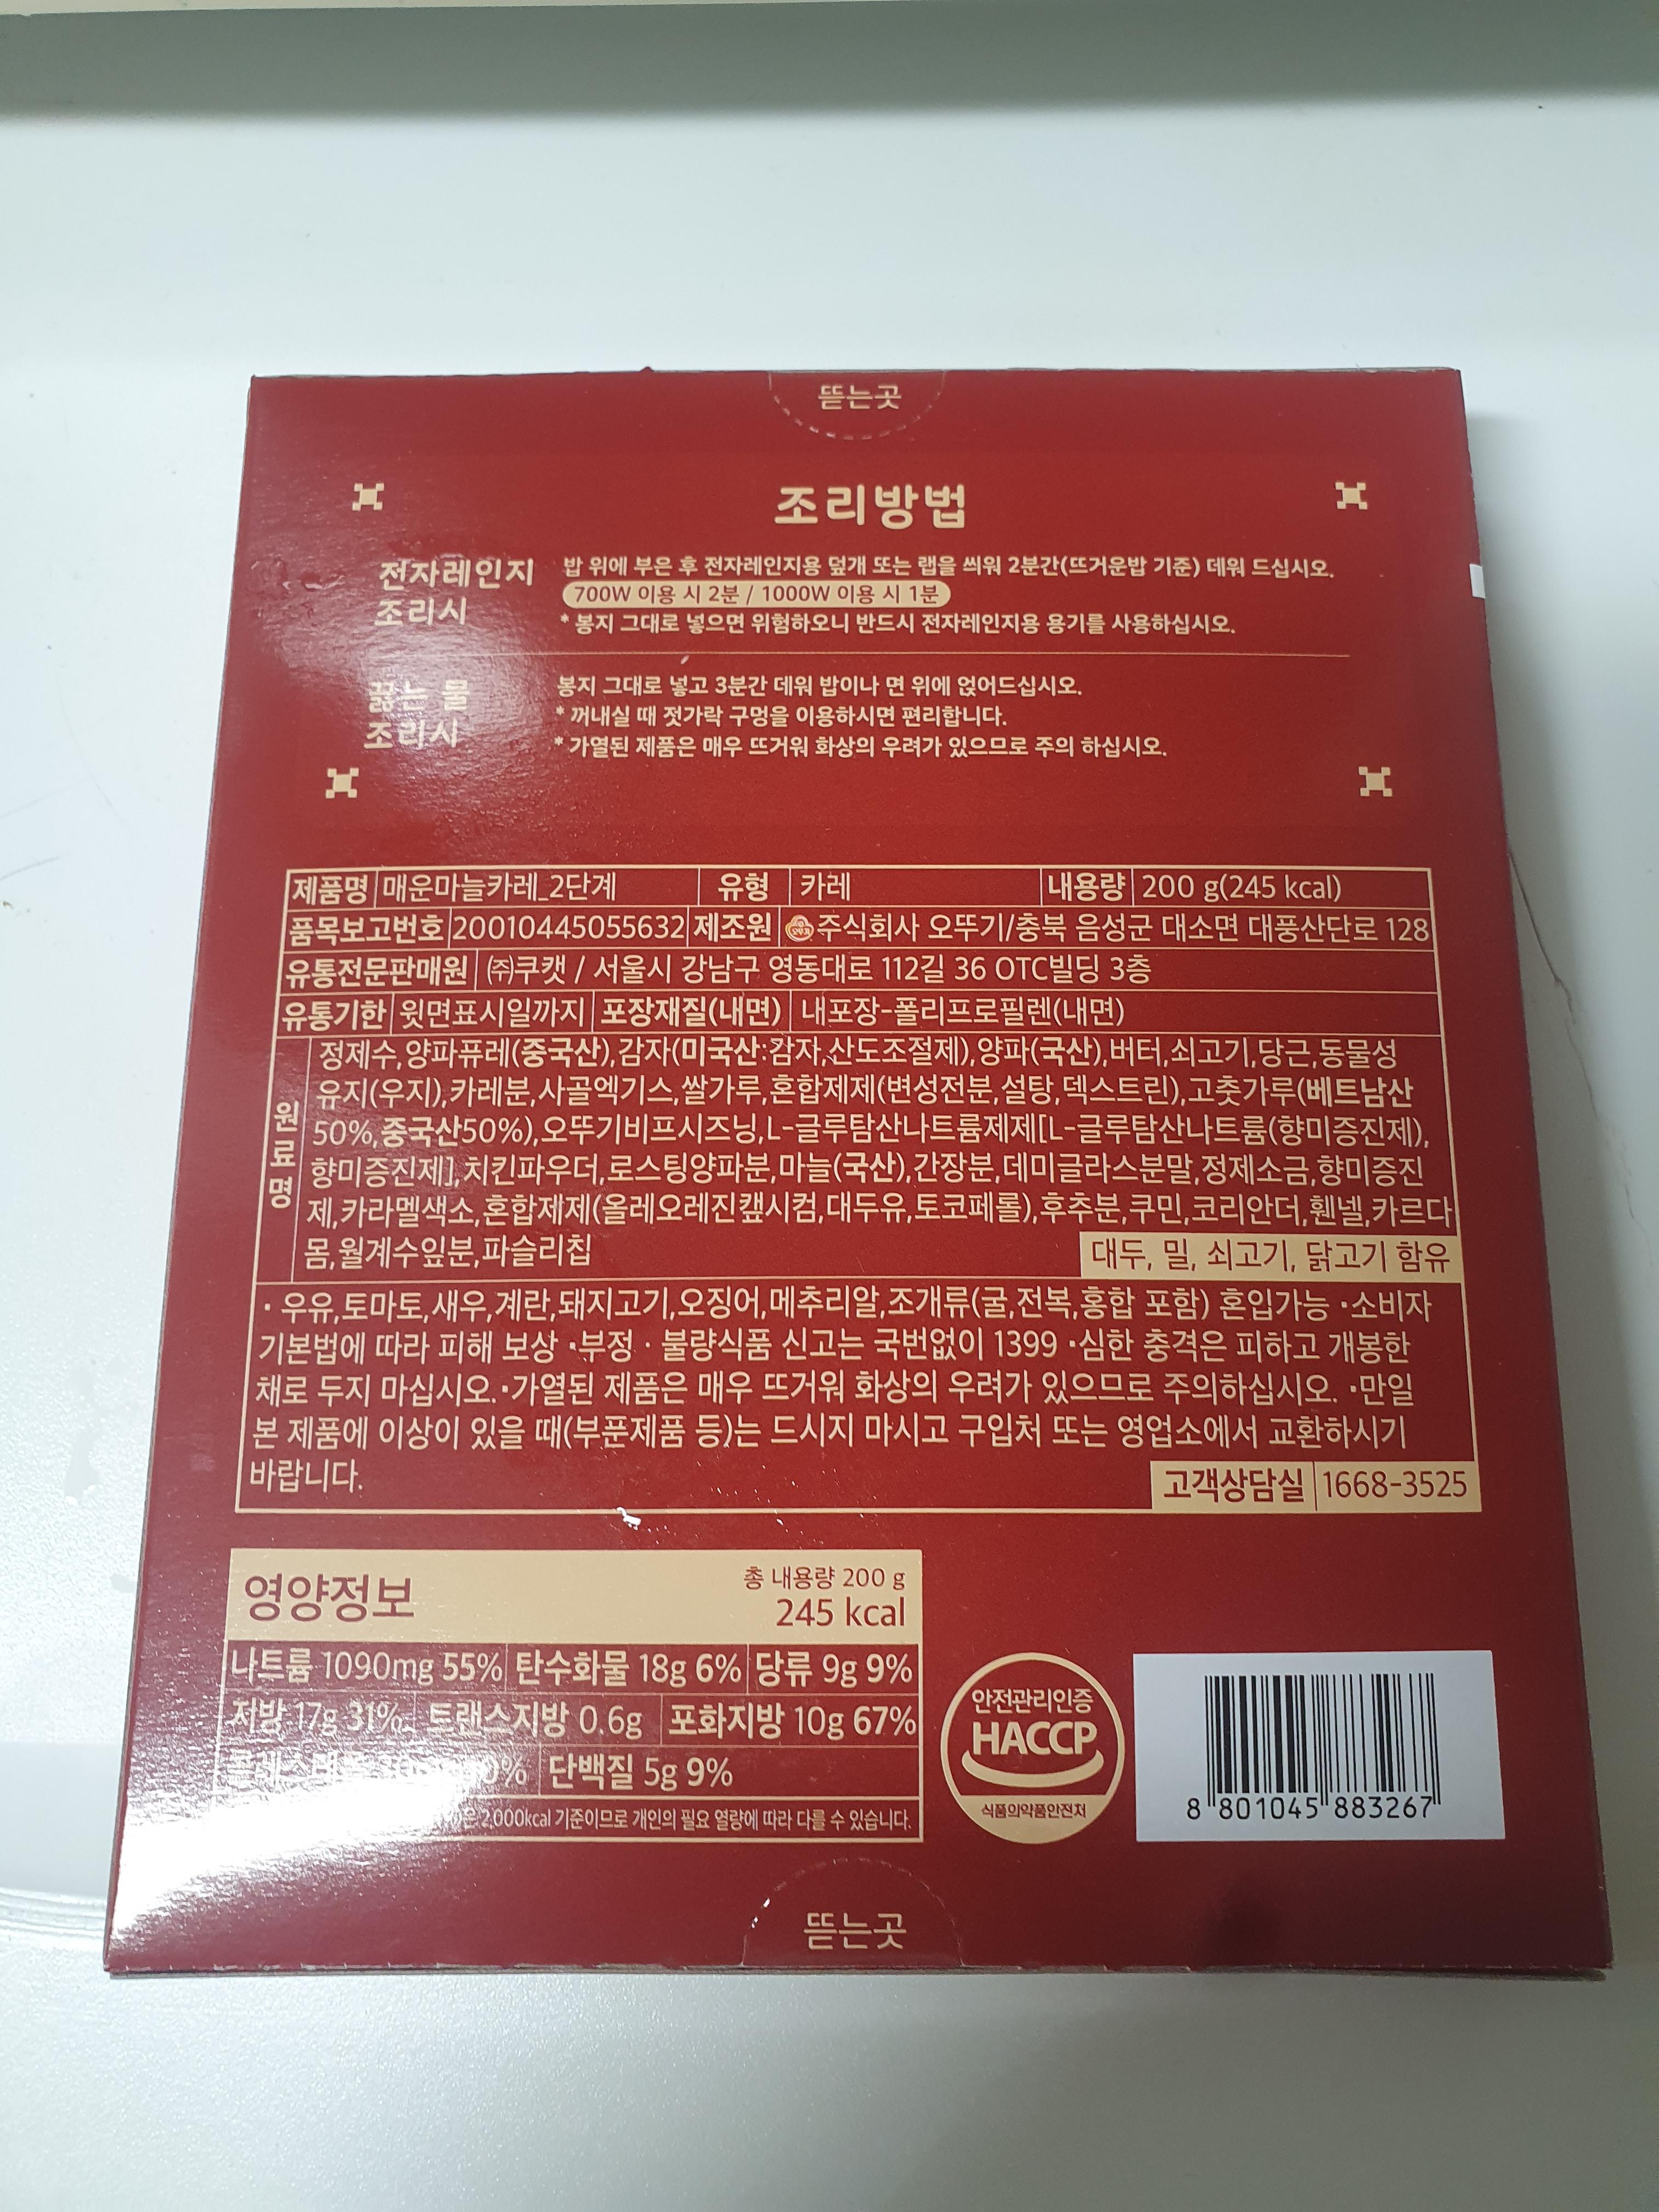 뜯는곳
조리방법
전자레인지
조리시
밥 위에 부은 후 전자레인지용 덮개 또는 랩을 씌워 2분간(뜨거운밥 기준) 데워 드십시오.
700W 이용 시 2분 / 1000W 이용 시 1분
* 봉지 그대로 넣으면 위험하오니 반드시 전자레인지용 용기를 사용하십시오.
끓는 물
조리시
봉지 그대로 넣고 3분간 데워 밥이나 면 위에 얹어드십시오.
* 꺼내실 때 젓가락 구멍을 이용하시면 편리합니다.
* 가열된 제품은 매우 뜨거워 화상의 우려가 있으므로 주의 하십시오.
제품명 매운마늘카레_2단계 유형 카레 내용량 200 g(245 kcal)
품목보고번호 20010445055632 제조원 오뚜기 주식회사 오뚜기/충북 음성군 대소면 대풍산단로 128
유통전문판매원 ㈜쿠캣 / 서울시 강남구 영동대로 112길 36 OTC빌딩 3층
유통기한 윗면표시일까지 포장재질(내면) 내포장-폴리프로필렌(내면)
원료명
정제수,양파퓨레(중국산),감자(미국산:감자,산도조절제),양파(국산),버터,쇠고기,당근,동물성
유지(우지),카레분,사골엑기스,쌀가루,혼합제제(변성전분,설탕,덱스트린),고춧가루(베트남산
50%,중국산50%),오뚜기비프시즈닝,L-글루탐산나트륨제제[L-글루탐산나트륨(향미증진제),
향미증진제],치킨파우더,로스팅양파분,마늘(국산),간장분,데미글라스분말,정제소금,향미증진
제,카라멜색소,혼합제제(올레오레진캪시컴,대두유,토코페롤),후추분,쿠민,코리안더,휀넬,카르다
몸,월계수잎분,파슬리칩
대두, 밀, 쇠고기, 닭고기 함유
· 우유,토마토,새우,계란,돼지고기,오징어,메추리알,조개류(굴,전복,홍합 포함) 혼입가능 ·소비자
기본법에 따라 피해 보상 ·부정 · 불량식품 신고는 국번없이 1399 ·심한 충격은 피하고 개봉한
채로 두지 마십시오. ·가열된 제품은 매우 뜨거워 화상의 우려가 있으므로 주의하십시오. ·만일
본 제품에 이상이 있을 때(부푼제품 등)는 드시지 마시고 구입처 또는 영업소에서 교환하시기
바랍니다.
고객상담실 1668-3525
영양정보
총 내용량 200 g
245 kcal
나트륨 1090mg 55% 탄수화물 18g 6% 당류 9g 9%
지방 17g 31% 트랜스지방 0.6g 포화지방 10g 67%
콜레스테롤 단백질 5g 9%
2,000kcal 기준이므로 개인의 필요 열량에 따라 다를 수 있습니다.
안전관리인증
HACCP
식품의약품안전처
8 801045 883267
뜯는곳